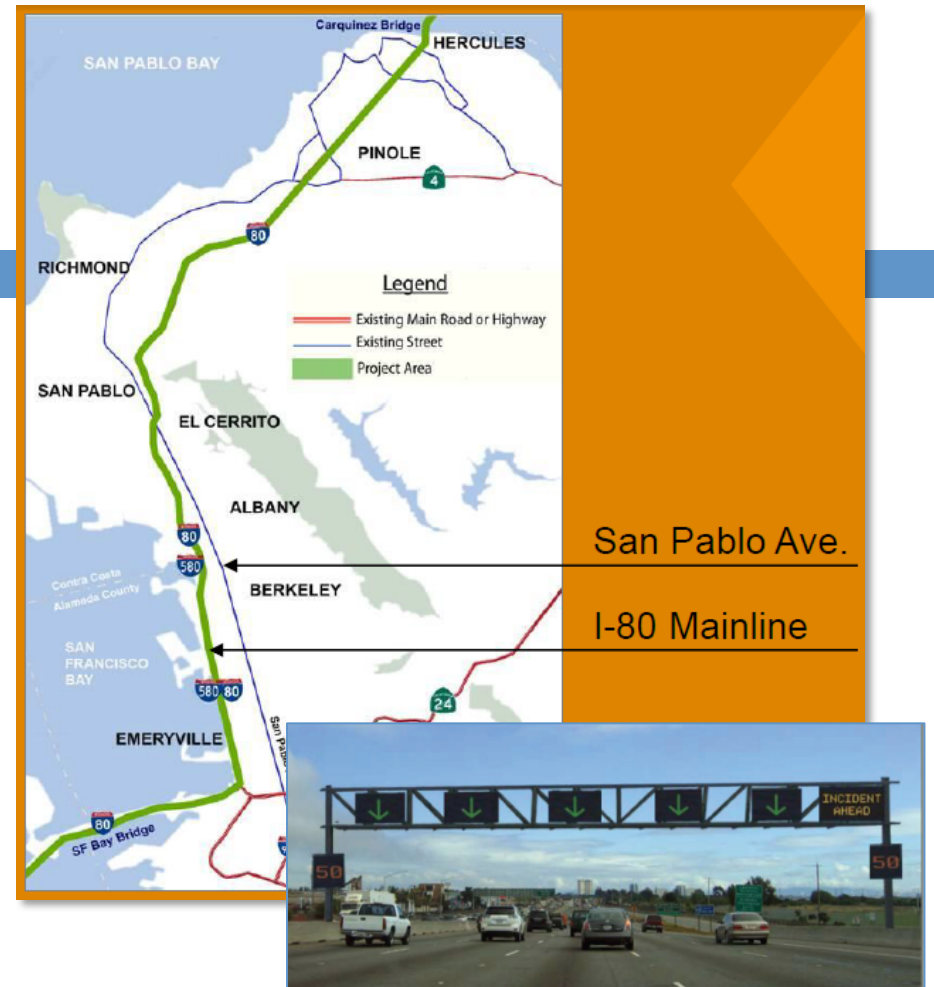 Carquinez Bridge
HERCULES
SAN PABLO BAY
PINOLE
4
80
RICHMOND
Legend
Existing Main Road or Highway
Existing Street
Project Area
SAN PABLO
EL CERRITO
ALBANY
80
580
San Pablo Ave.
Contra Costa
Alameda County
BERKELEY
I-80 Mainline
SAN
FRANCISCO
BAY
580 80
24
San Pablo
EMERYVILLE
INCIDENT
AHEAD
80
SF Bay Bridge
50
50